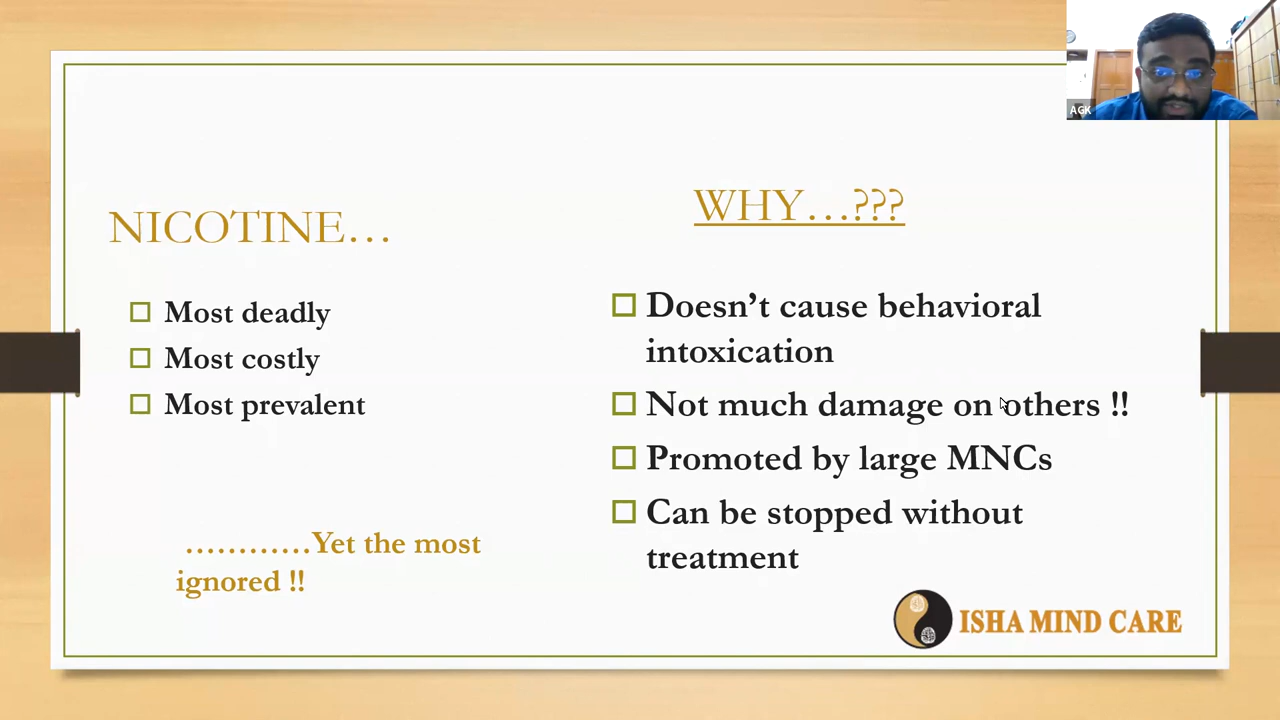 AGK
NICOTINE…
Most deadly
Most costly
Most prevalent
…………Yet the most
ignored !!
WHY…???
Doesn’t cause behavioral
intoxication
Not much damage on others !!
Promoted by large MNCs
Can be stopped without
treatment
ISHA MIND CARE